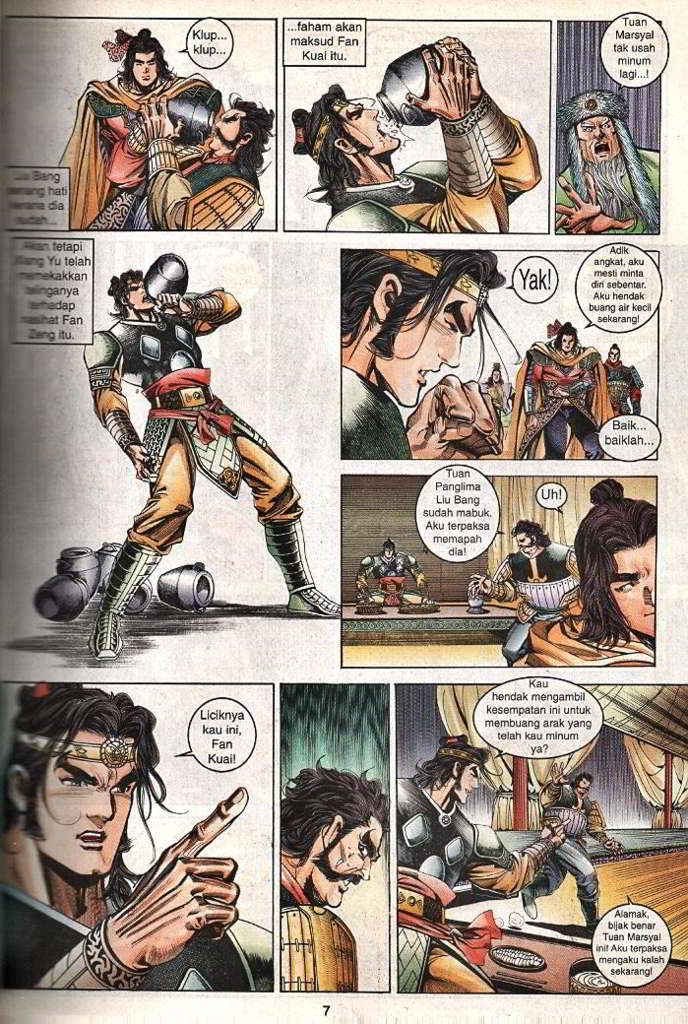 Klup...
klup...
Liu Bang
senang hati
kerana dia
sudah...
...faham akan
maksud Fan
Kuai itu.
Tuan
Marsyal
tak usah
minum
lagi...!
Akan tetapi
Xiang Yu telah
memekakkan
telinganya
terhadap
nasihat Fan
Zeng itu.
Yak!
Adik
angkat, aku
mesti minta
diri sebentar.
Aku hendak
buang air kecil
sekarang!
Baik...
baiklah...
Tuan
Panglima
Liu Bang
sudah mabuk.
Aku terpaksa
memapah
dia!
Uh!
Liciknya
kau ini,
Fan
Kuai!
Kau
hendak mengambil
kesempatan ini untuk
membuang arak yang
telah kau minum
ya?
Alamak,
bijak benar
Tuan Marsyal
ini! Aku terpaksa
mengaku kalah
sekarang!
7